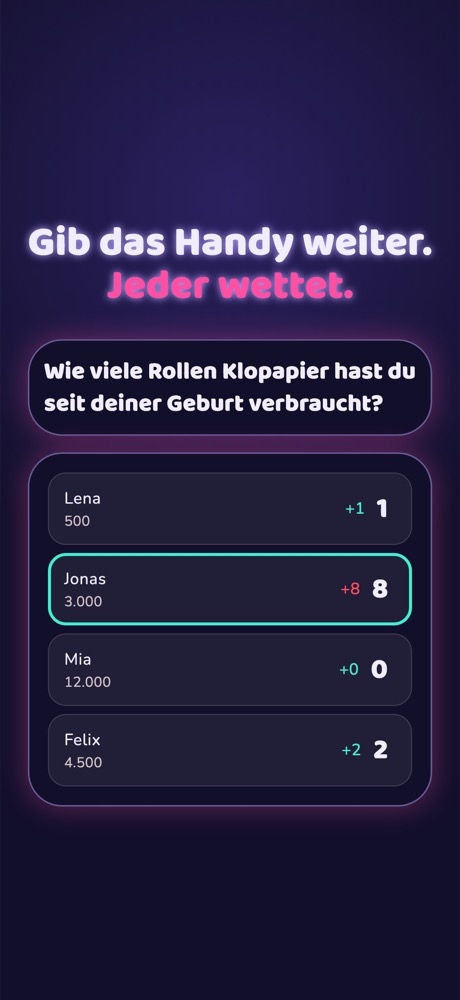 Gib das Handy weiter.
Jeder wettet.
Wie viele Rollen Klopapier hast du
seit deiner Geburt verbraucht?
Lena
500
+1 1
Jonas
3.000
+8 8
Mia
12.000
+0 0
Felix
4.500
+2 2